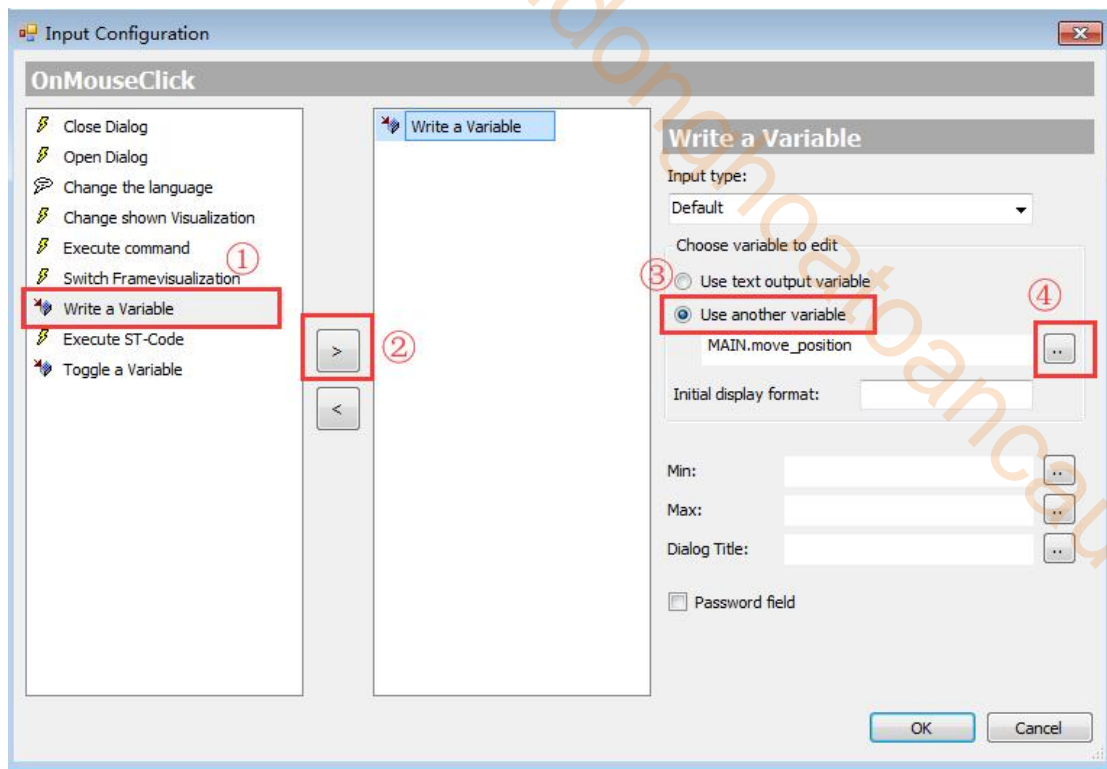 Input Configuration
OnMouseClick
Close Dialog
Open Dialog
Change the language
Change shown Visualization
Execute command
①
Switch Framevisualization
Write a Variable
Execute ST-Code
Toggle a Variable
>
②
<
Write a Variable
Write a Variable
Input type:
Default
Choose variable to edit
③
Use text output variable
④
Use another variable
MAIN.move_position
..
Initial display format:
Min:
..
Max:
..
Dialog Title:
..
Password field
OK
Cancel
ndonghoatoancau